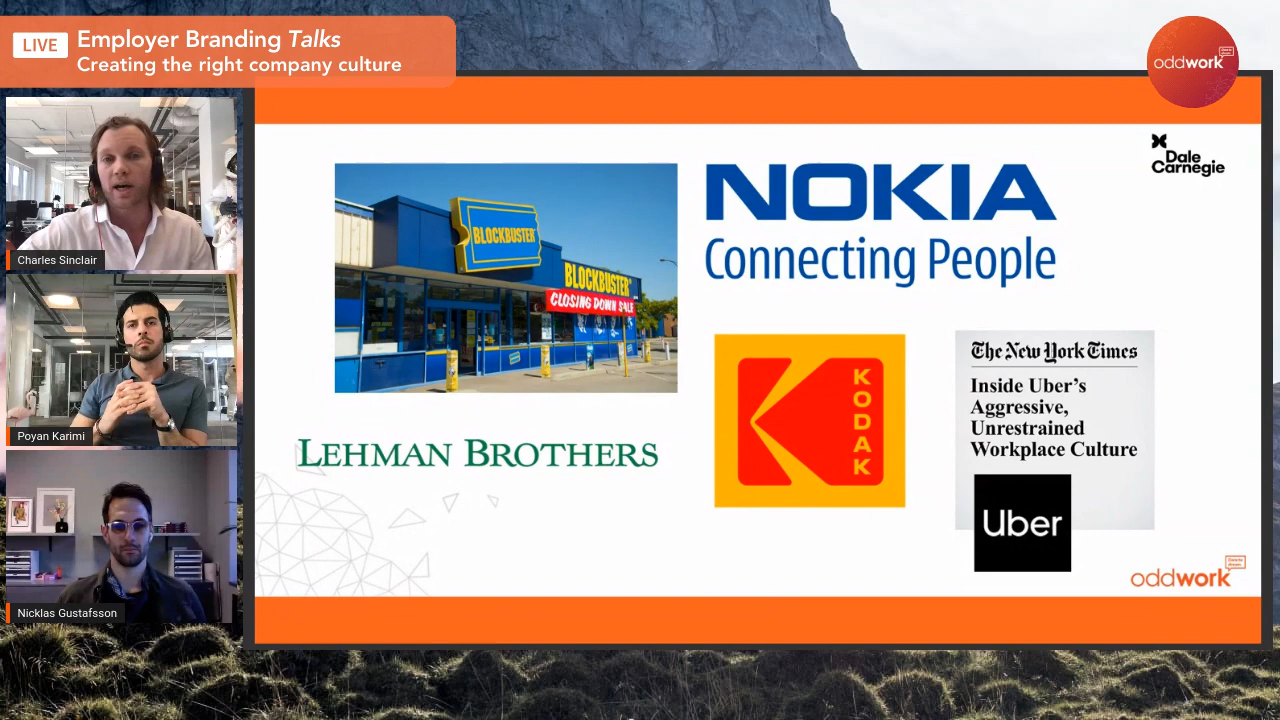 LIVE
Employer Branding Talks
Creating the right company culture
oddwork
Charles Sinclair
Poyan Karimi
Nicklas Gustafsson
Dale
Carnegie
BLOCKBUSTER
BLOCKBUSTER
CLOSING DOWN SALE
NOKIA
Connecting People
LEHMAN BROTHERS
KODAK
The New York Times
Inside Uber's
Aggressive,
Unrestrained
Workplace Culture
Uber
oddwork